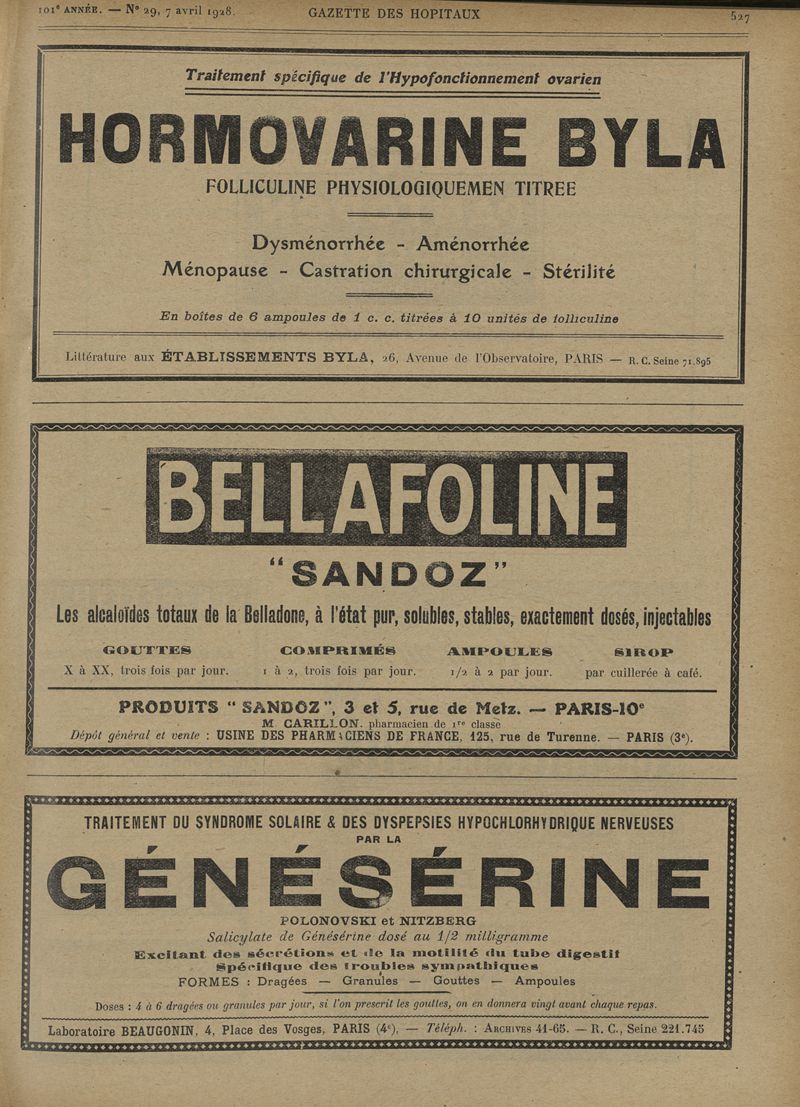 101e ANNÉE. — No 29, 7 avril 1928.
GAZETTE DES HOPITAUX
527
Traitement spécifique de l'Hypofonctionnement ovarien
HORMOVARINE BYLA
FOLLICULINE PHYSIOLOGIQUEMEN TITREE
Dysménorrhée - Aménorrhée
Ménopause - Castration chirurgicale - Stérilité
En boîtes de 6 ampoules de 1 c. c. titrées à 10 unités de folliculine
Littérature aux ÉTABLISSEMENTS BYLA, 26, Avenue de l'Observatoire, PARIS — R. C. Seine 71.895
BELLAFOLINE
"SANDOZ"
Les alcaloïdes totaux de la Belladone, à l'état pur, solubles, stables, exactement dosés, injectables
GOUTTES COMPRIMÉS AMPOULES SIROP
X à XX, trois fois par jour. 1 à 2, trois fois par jour. 1/2 à 2 par jour. par cuillerée à café.
PRODUITS "SANDOZ", 3 et 5, rue de Metz. — PARIS-10e
M. CARILLON. pharmacien de 1re classe
Dépôt général et vente : USINE DES PHARMACIENS DE FRANCE, 125, rue de Turenne. — PARIS (3e).
TRAITEMENT DU SYNDROME SOLAIRE & DES DYSPEPSIES HYPOCHLORHYDRIQUE NERVEUSES
PAR LA
GÉNÉSÉRINE
POLONOVSKI et NITZBERG
Salicylate de Génésérine dosé au 1/2 milligramme
Excitant des sécrétions et de la motilité du tube digestif
Spécifique des troubles sympathiques
FORMES : Dragées — Granules — Gouttes — Ampoules
Doses : 4 à 6 dragées ou granules par jour, si l'on prescrit les gouttes, on en donnera vingt avant chaque repas.
Laboratoire BEAUGONIN, 4, Place des Vosges, PARIS (4e), — Téléph. : ARCHIVES 41-65. — R. C., Seine 221.745